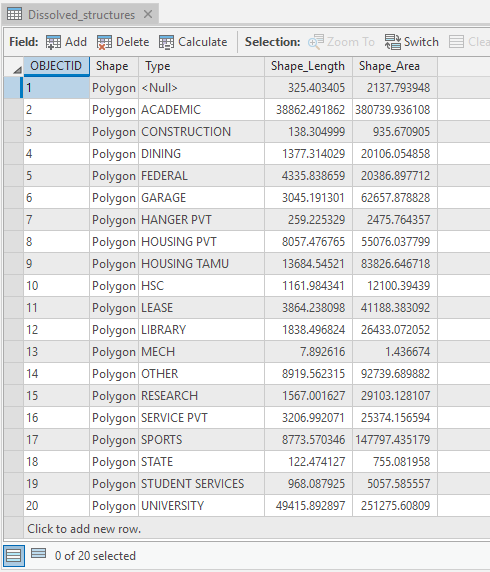 Dissolved_structures
Field: Add Delete Calculate Selection: Zoom To Switch
OBJECTID Shape Type Shape_Length Shape_Area
1 Polygon <Null> 325.403405 2137.793948
2 Polygon ACADEMIC 38862.491862 380739.936108
3 Polygon CONSTRUCTION 138.304999 935.670905
4 Polygon DINING 1377.314029 20106.054858
5 Polygon FEDERAL 4335.838659 20386.897712
6 Polygon GARAGE 3045.191301 62657.878828
7 Polygon HANGER PVT 259.225329 2475.764357
8 Polygon HOUSING PVT 8057.476765 55076.037799
9 Polygon HOUSING TAMU 13684.54521 83826.646718
10 Polygon HSC 1161.984341 12100.39439
11 Polygon LEASE 3864.238098 41188.383092
12 Polygon LIBRARY 1838.496824 26433.072052
13 Polygon MECH 7.892616 1.436674
14 Polygon OTHER 8919.562315 92739.689882
15 Polygon RESEARCH 1567.001627 29103.128107
16 Polygon SERVICE PVT 3206.992071 25374.156594
17 Polygon SPORTS 8773.570346 147797.435179
18 Polygon STATE 122.474127 755.081958
19 Polygon STUDENT SERVICES 968.087925 5057.585557
20 Polygon UNIVERSITY 49415.892897 251275.60809
Click to add new row.
0 of 20 selected